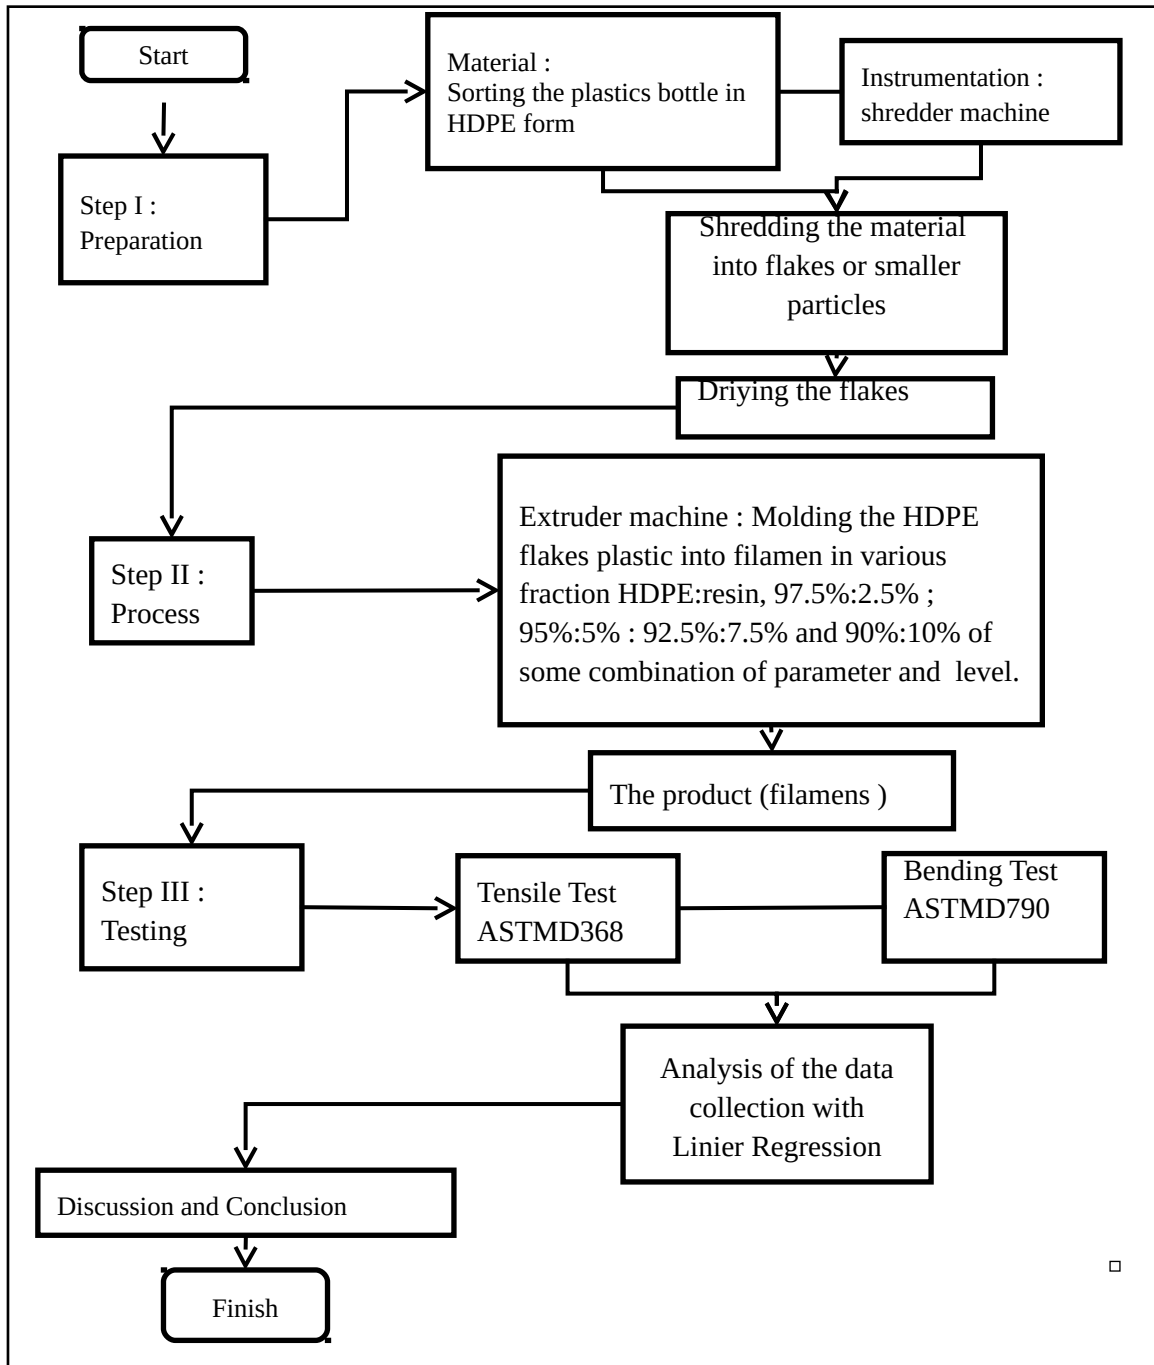 Start
Material :
Sorting the plastics bottle in
HDPE form
Instrumentation :
shredder machine
Step I :
Preparation
Shredding the material
into flakes or smaller
particles
Driying the flakes
Extruder machine : Molding the HDPE
flakes plastic into filamen in various
fraction HDPE:resin, 97.5%:2.5% ;
95%:5% : 92.5%:7.5% and 90%:10% of
some combination of parameter and  level.
Step II :
Process
The product (filamens )
Step III :
Testing
Tensile Test
ASTMD368
Bending Test
ASTMD790
Analysis of the data
collection with
Linier Regression
Discussion and Conclusion
Finish